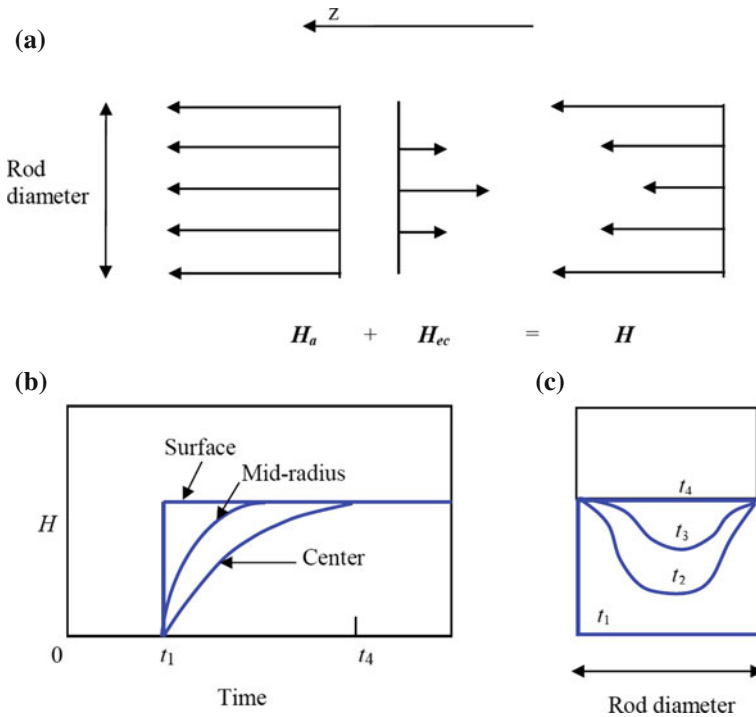 (a)
z
Rod
diameter
Hₐ + Hₑc = H
(b)
Surface
Mid-radius
H
Center
0 t₁ t₄
Time
(c)
t₄
t₃
t₂
t₁
Rod diameter